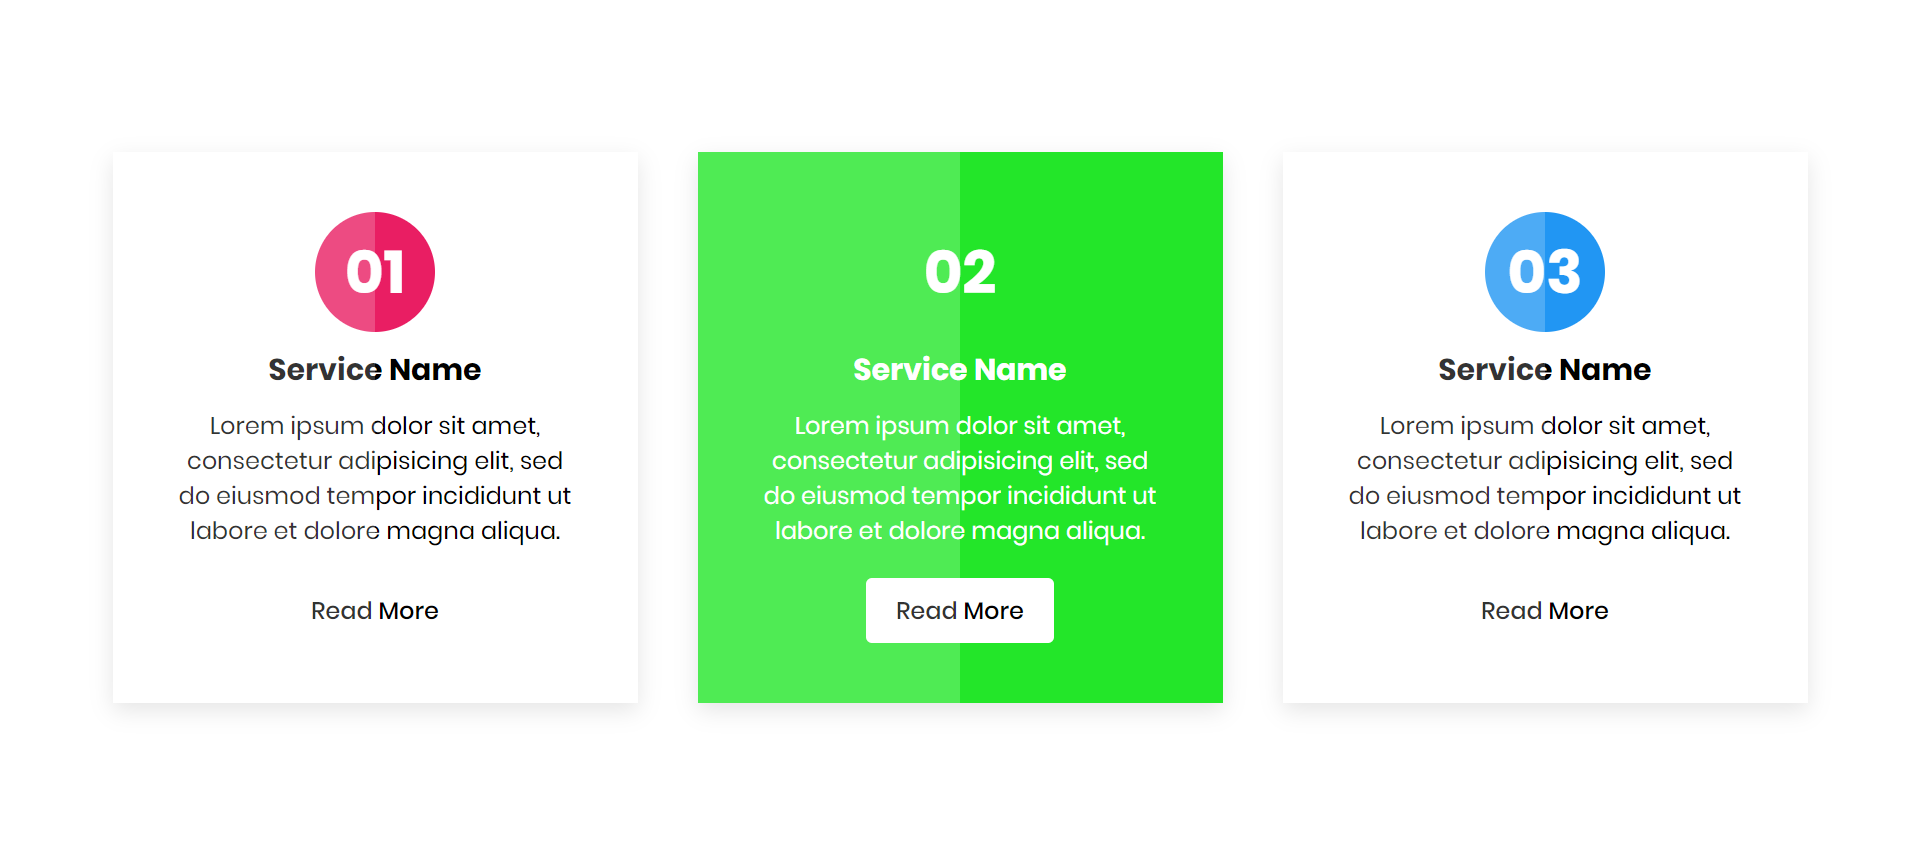 01
Service Name
Lorem ipsum dolor sit amet,
consectetur adipisicing elit, sed
do eiusmod tempor incididunt ut
labore et dolore magna aliqua.
Read More
02
Service Name
Lorem ipsum dolor sit amet,
consectetur adipisicing elit, sed
do eiusmod tempor incididunt ut
labore et dolore magna aliqua.
Read More
03
Service Name
Lorem ipsum dolor sit amet,
consectetur adipisicing elit, sed
do eiusmod tempor incididunt ut
labore et dolore magna aliqua.
Read More